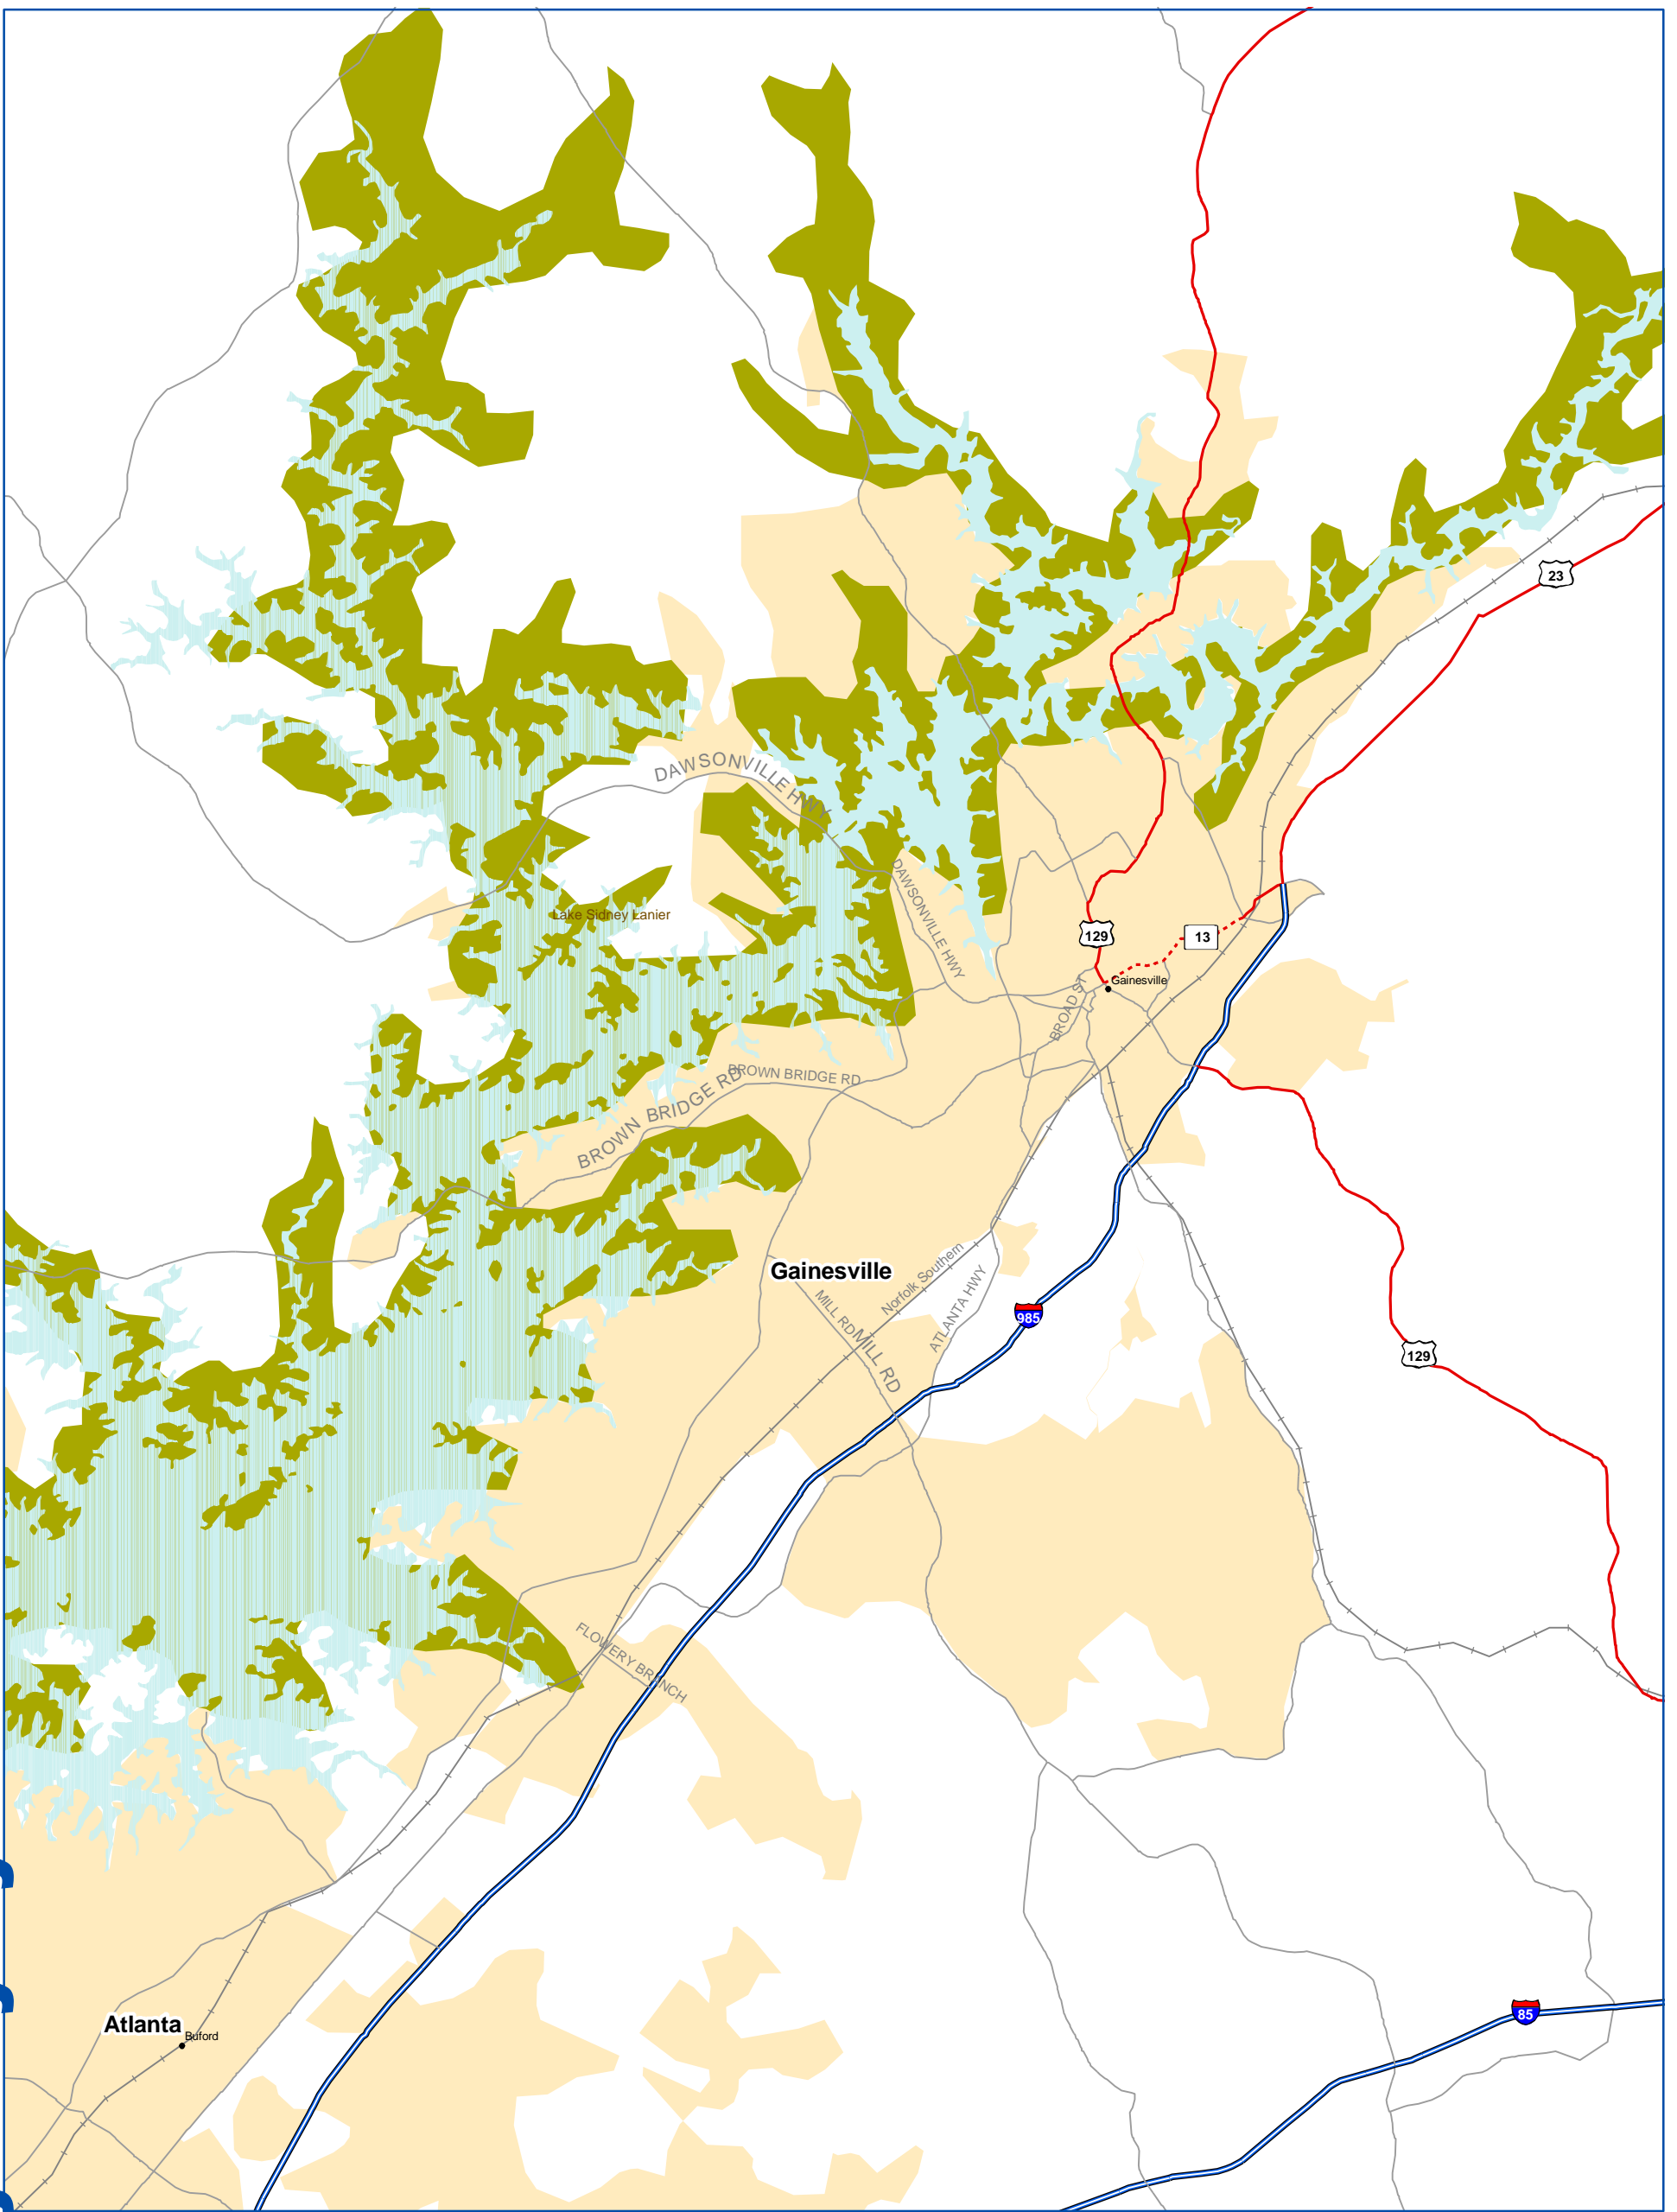 23
DAWSONVILLE HWY
DAWSONVILLE HWY
Lake Sidney Lanier
129
13
Gainesville
BROAD ST
BROWN BRIDGE RD
BROWN BRIDGE RD
Gainesville
Norfolk Southern
ATLANTA HWY
MILL RD
MILL RD
985
129
FLOWERY BRANCH
85
Atlanta
Buford